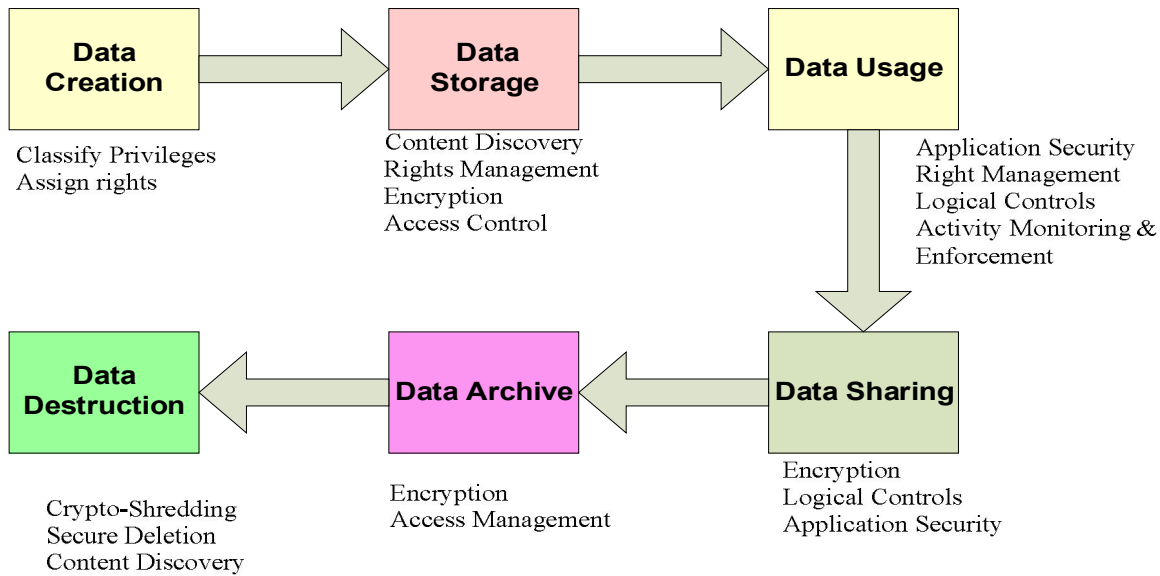 Data
Creation
Classify Privileges
Assign rights
Data
Storage
Content Discovery
Rights Management
Encryption
Access Control
Data Usage
Application Security
Right Management
Logical Controls
Activity Monitoring &
Enforcement
Data Sharing
Encryption
Logical Controls
Application Security
Data Archive
Encryption
Access Management
Data
Destruction
Crypto-Shredding
Secure Deletion
Content Discovery